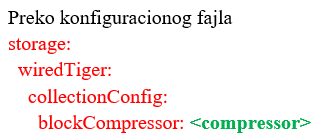 Preko konfiguracionog fajla
storage:
wiredTiger:
collectionConfig:
blockCompressor: <compressor>